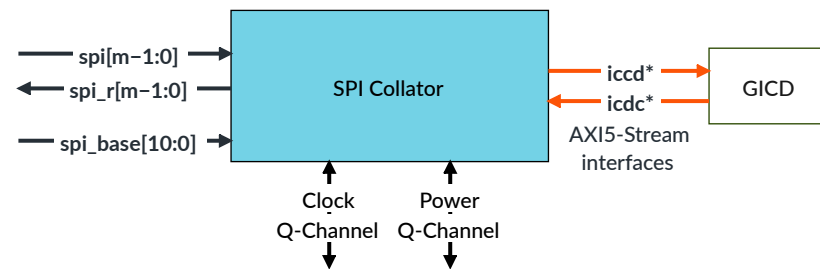 spi[m−1:0]
spi_r[m−1:0]
spi_base[10:0]
SPI Collator
iccd*
icdc*
GICD
AXI5-Stream
interfaces
Clock
Q-Channel
Power
Q-Channel